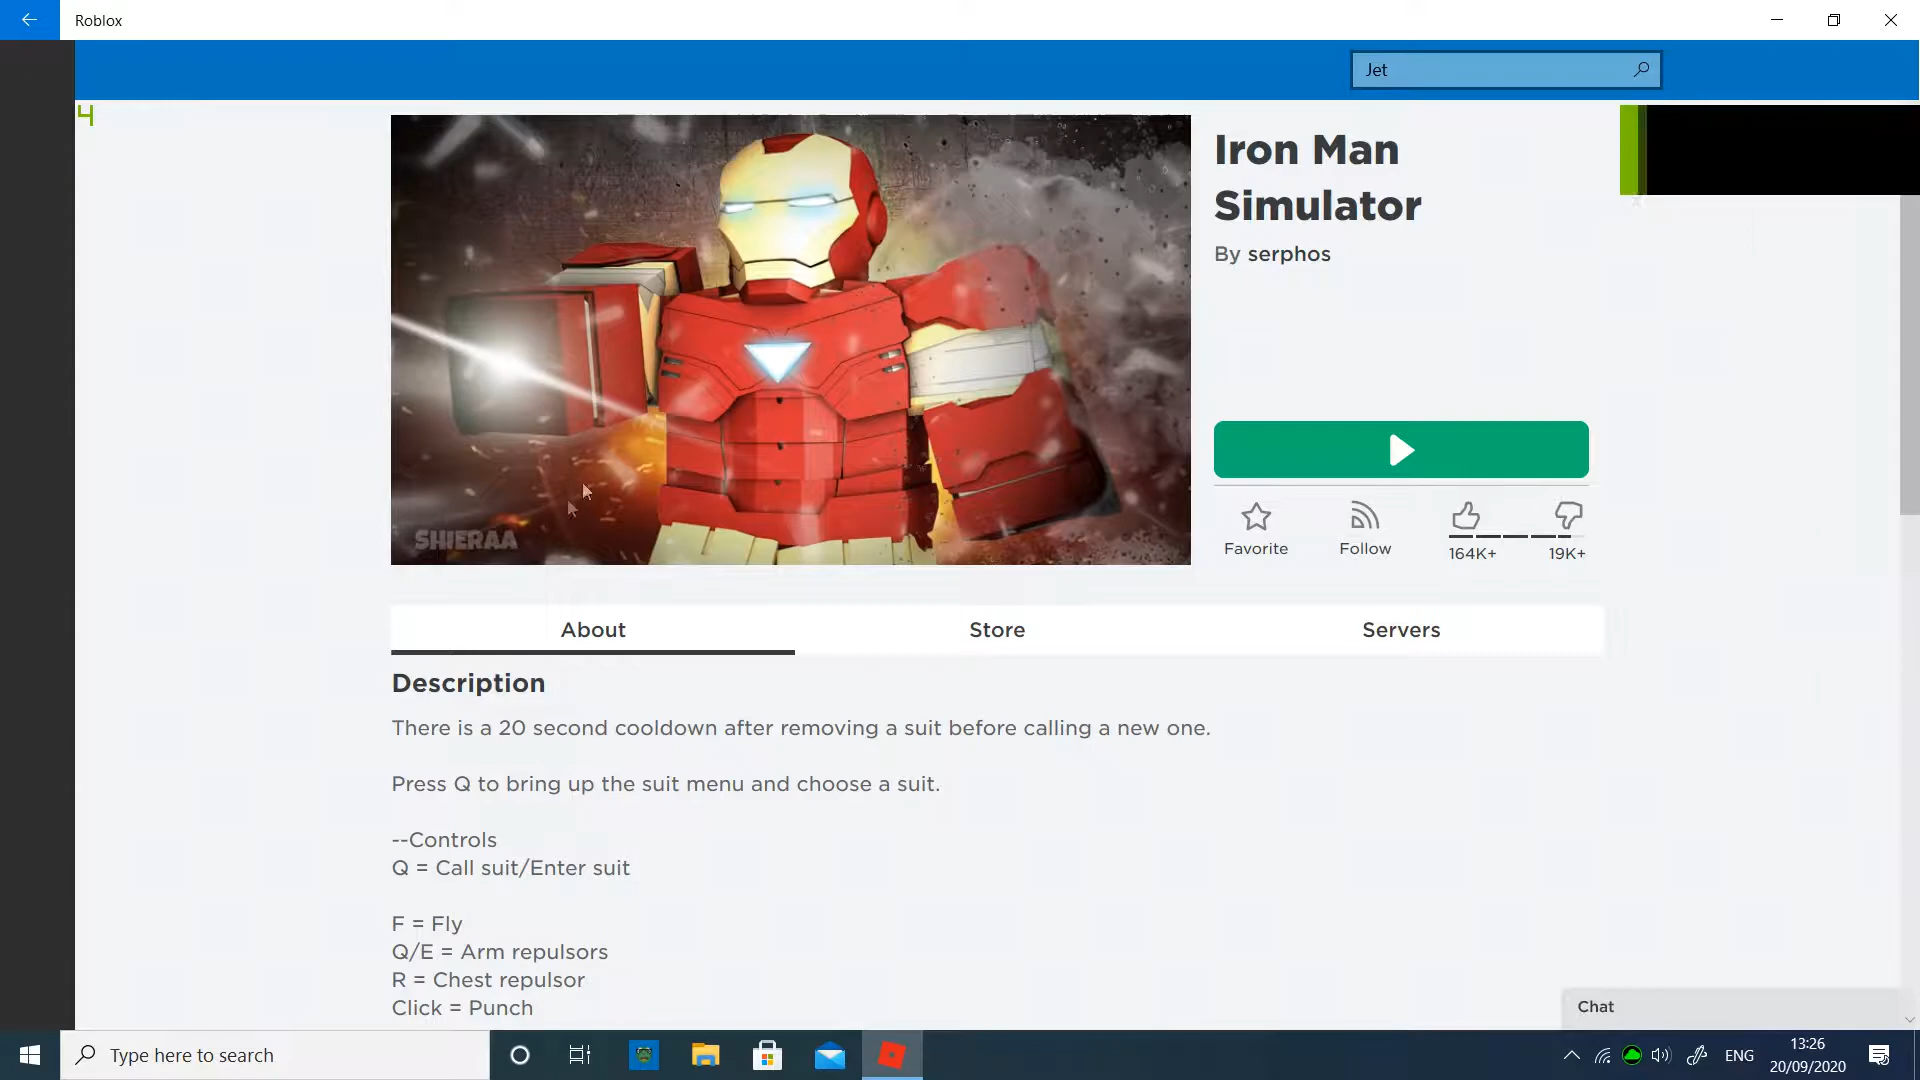 Roblox
Jet
4
Iron Man
Simulator
By serphos
SHIERAA
Favorite
Follow
164K+
19K+
About
Store
Servers
Description
There is a 20 second cooldown after removing a suit before calling a new one.
Press Q to bring up the suit menu and choose a suit.
--Controls
Q = Call suit/Enter suit
F = Fly
Q/E = Arm repulsors
R = Chest repulsor
Click = Punch
Chat
Type here to search
ENG
13:26
20/09/2020